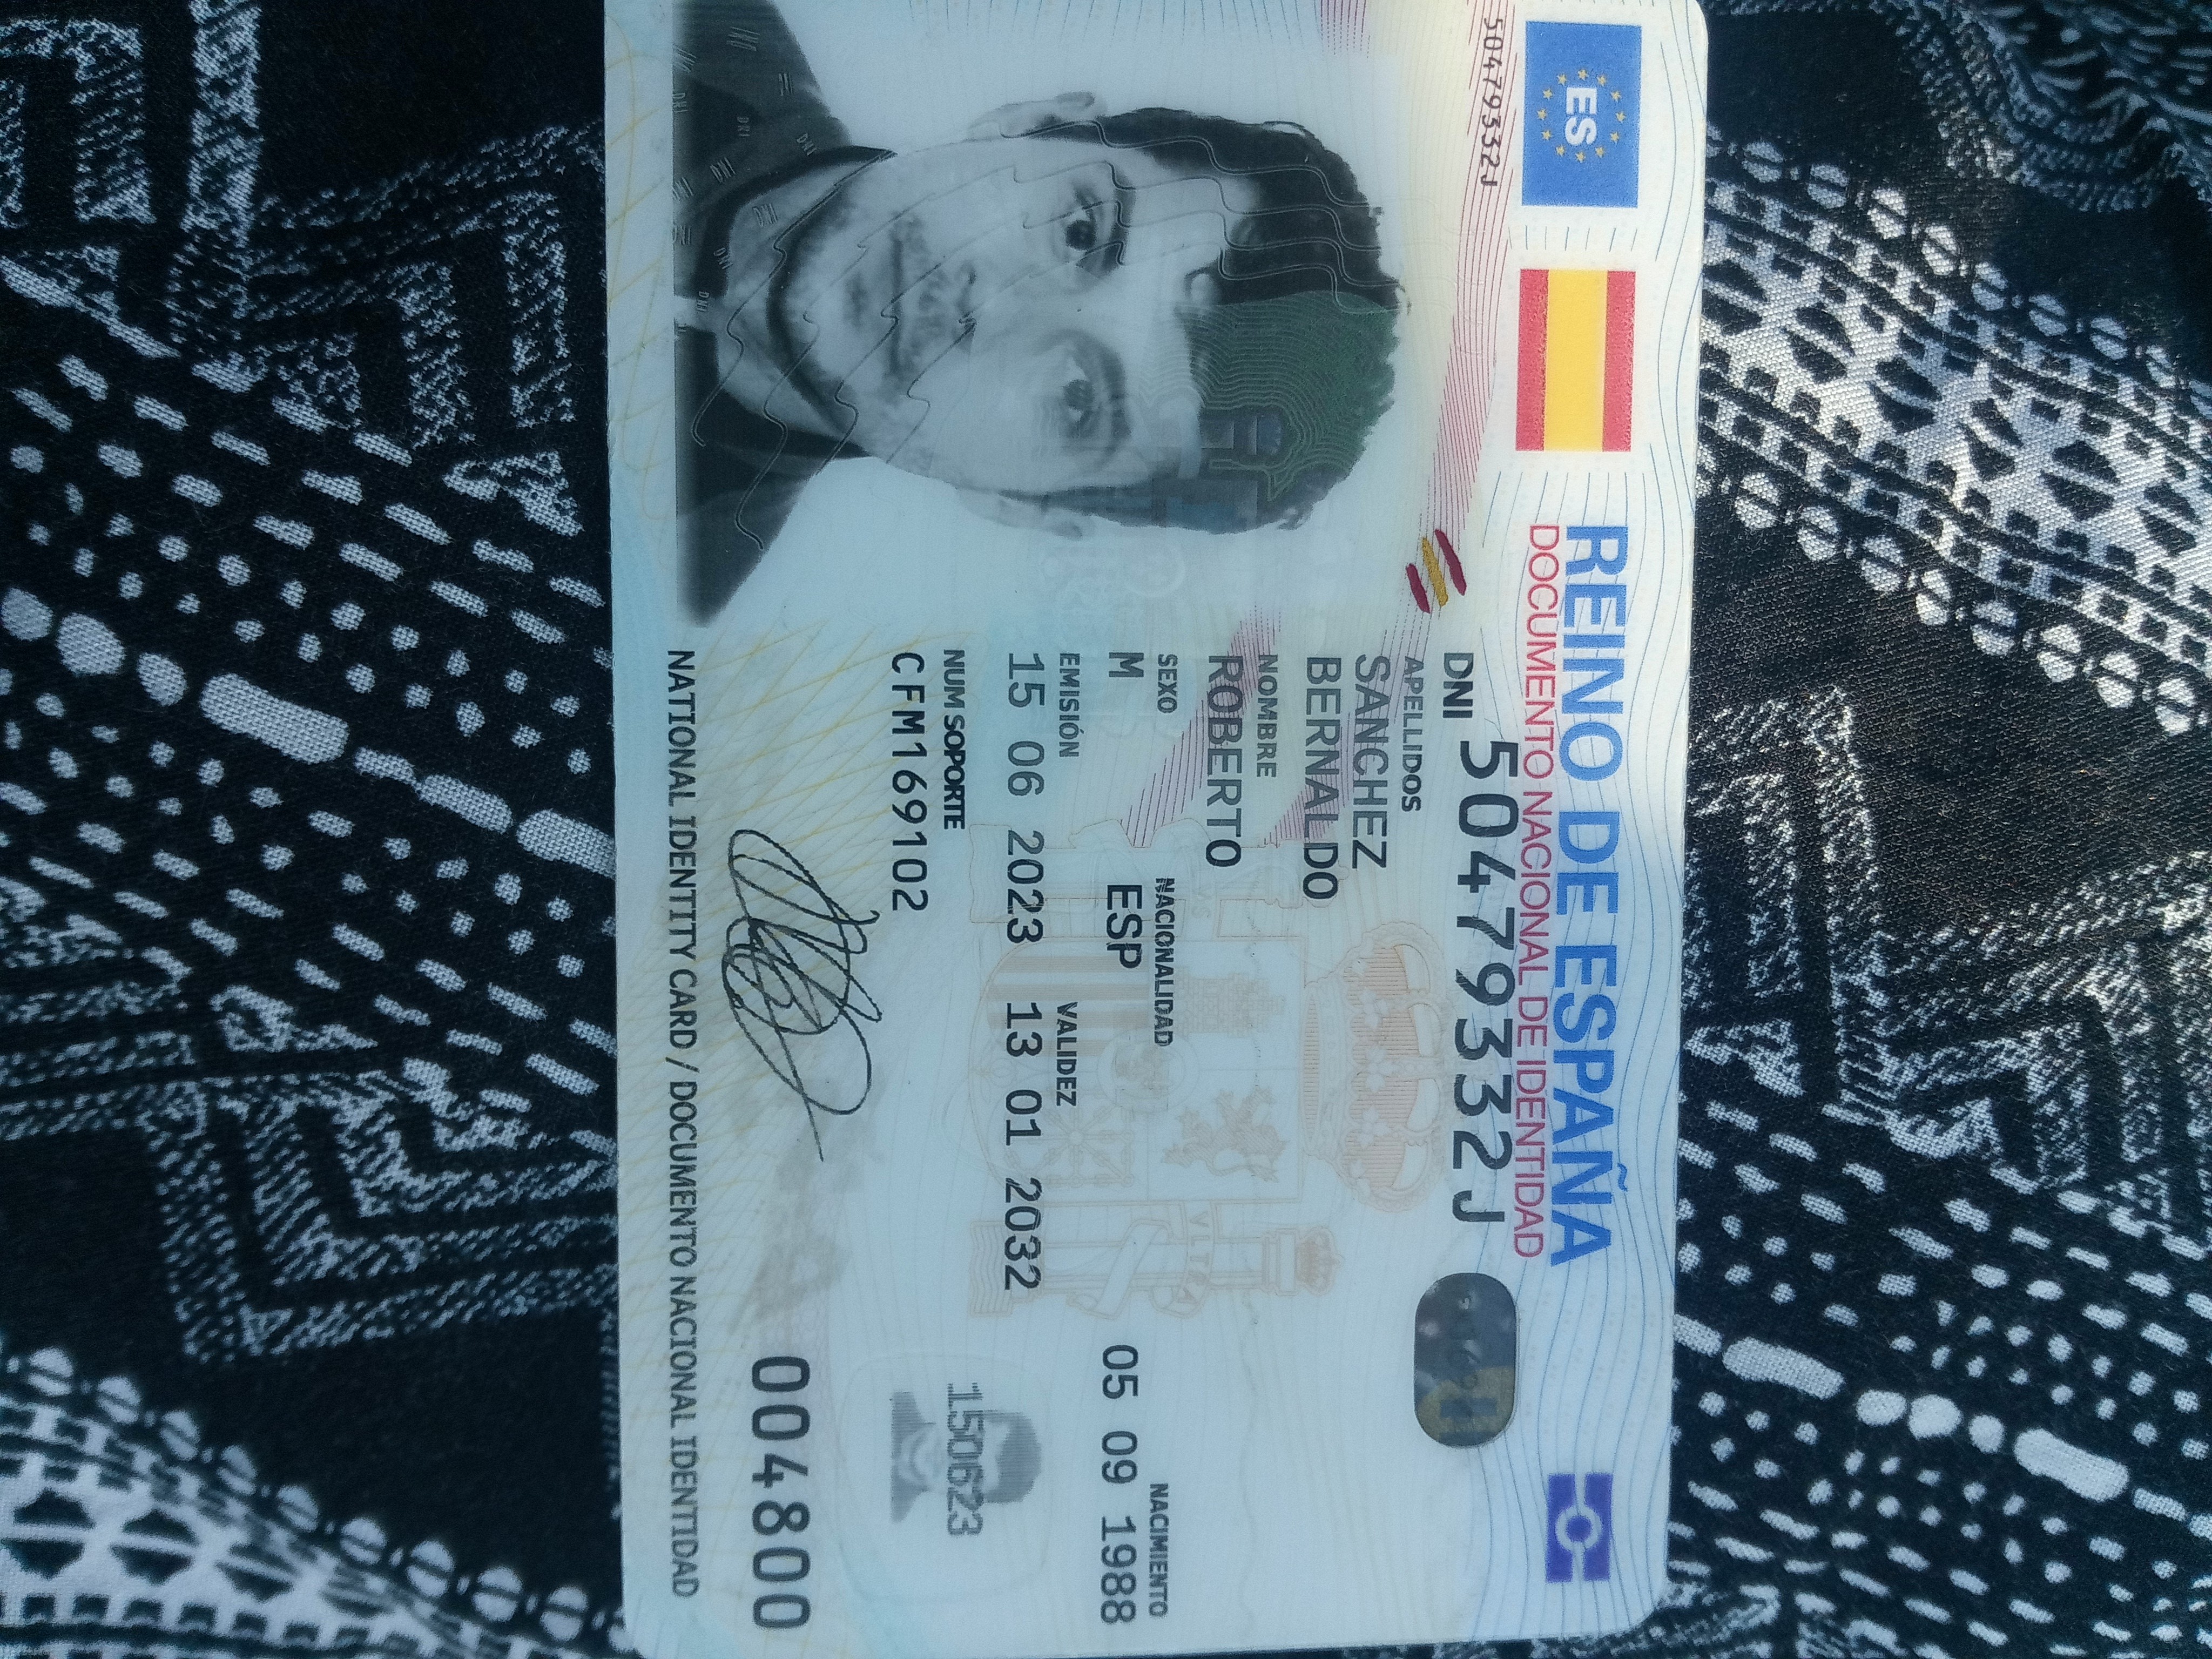 ES
REINO DE ESPAÑA
DOCUMENTO NACIONAL DE IDENTIDAD
50479332J
DNI 50479332J
APELLIDOS
SANCHEZ
BERNALDO
NOMBRE
ROBERTO
SEXO NACIONALIDAD NACIMIENTO
M ESP 05 09 1988
EMISIÓN VALIDEZ
15 06 2023 13 01 2032
NUM SOPORTE
CFM169102
150623
004800
NATIONAL IDENTITY CARD / DOCUMENTO NACIONAL IDENTIDAD